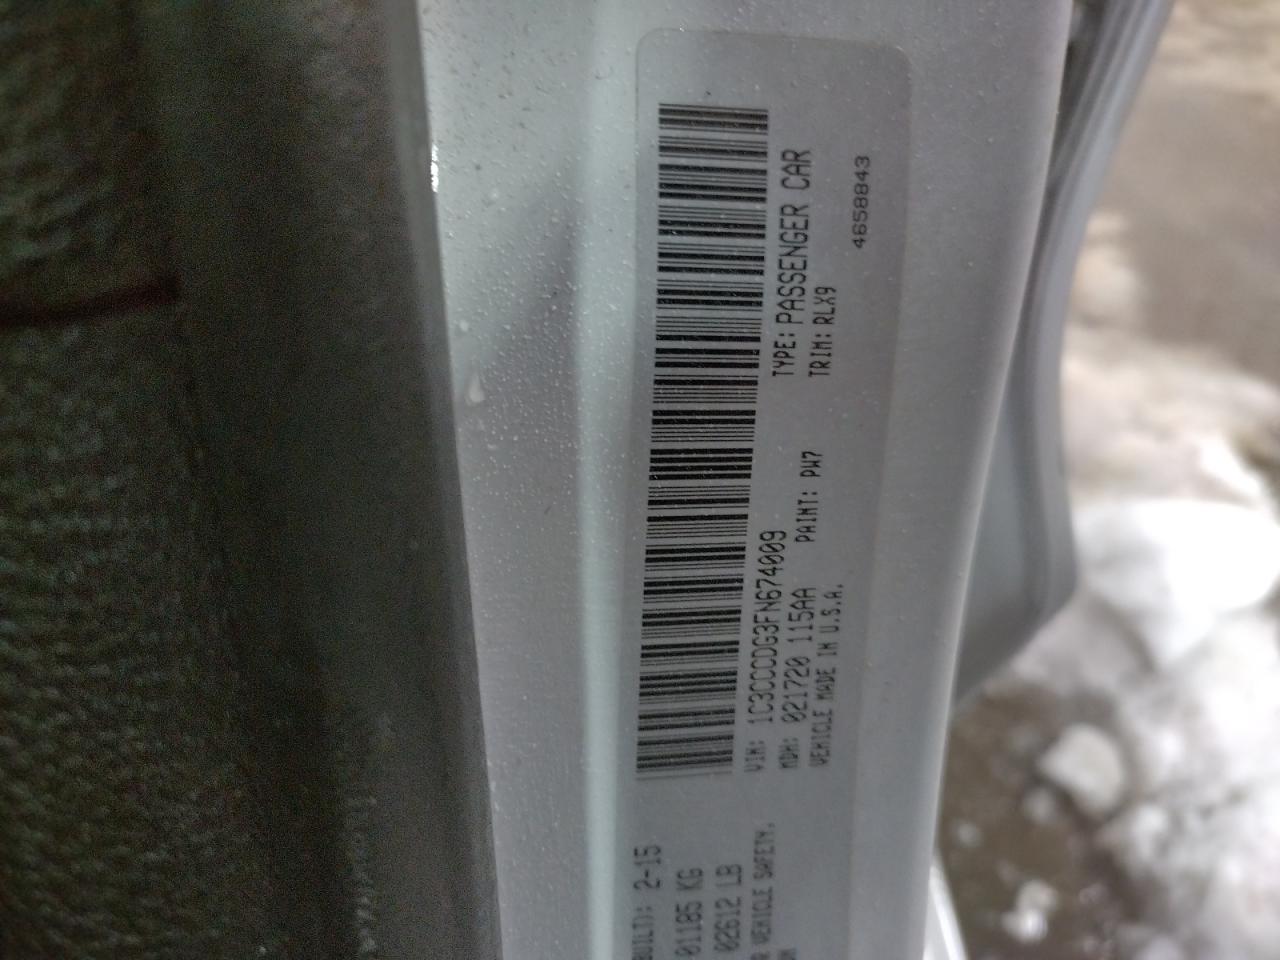 BUILT): 2-15
01185 KG
02612 LB
VEHICLE SAFETY,
VIN: 1C3CCCDG3FN674009
TYPE: PASSENGER CAR
MDH: 021720 115AA
PAINT: PW7
TRIM: RLX9
VEHICLE MADE IN U.S.A.
4658843